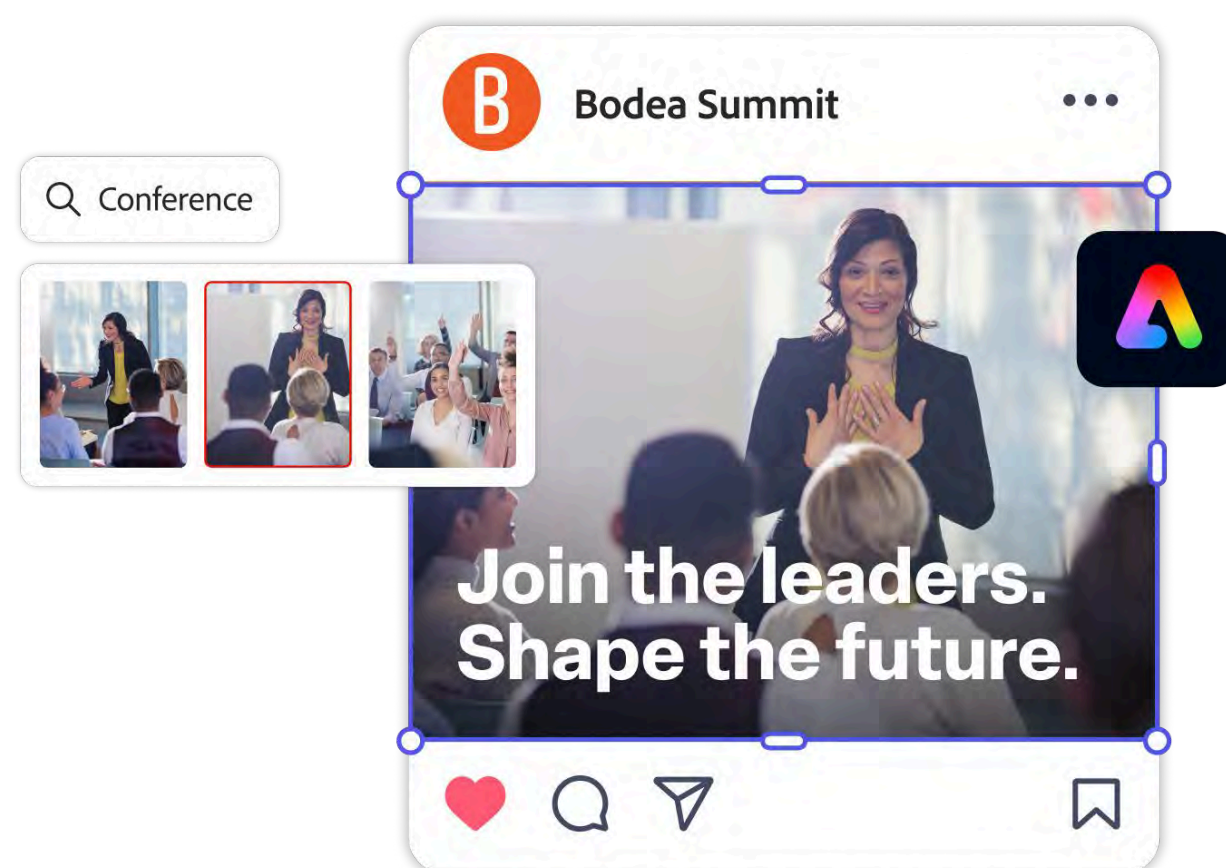 B
Bodea Summit
Conference
Join the leaders.
Shape the future.